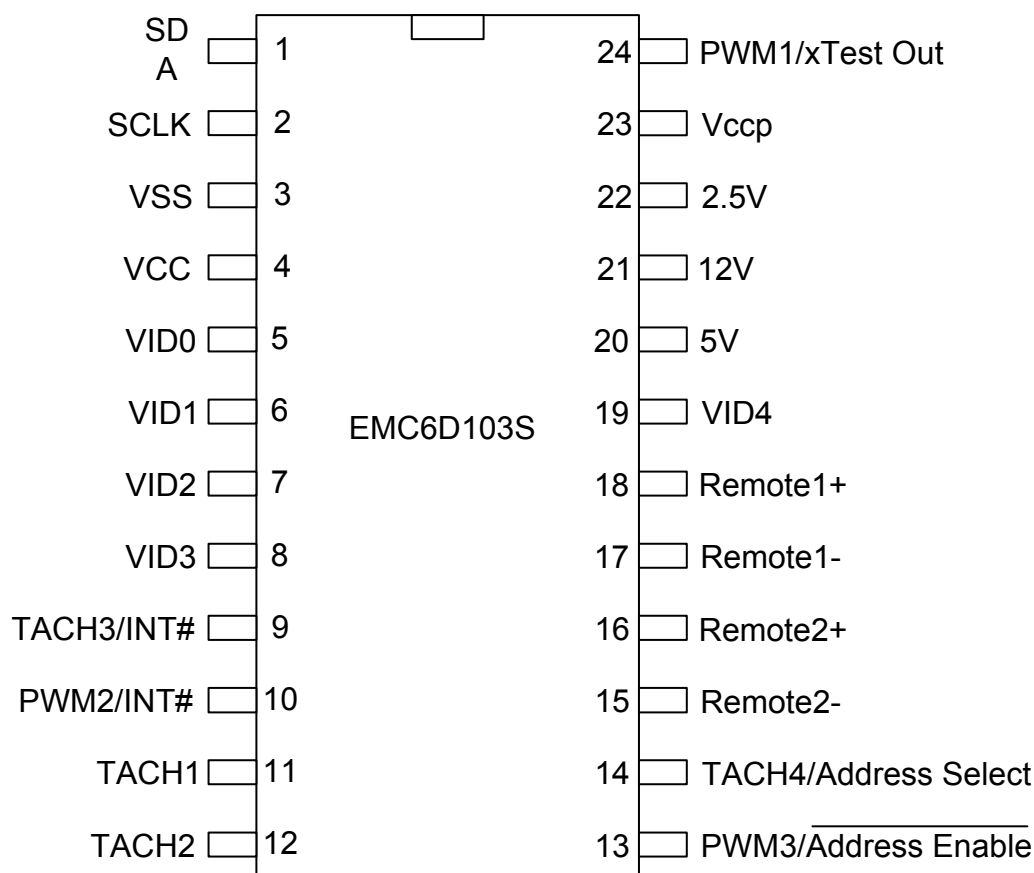 SD
A
1
24
PWM1/xTest Out
SCLK
2
23
Vccp
VSS
3
22
2.5V
VCC
4
21
12V
VID0
5
20
5V
VID1
6
19
VID4
EMC6D103S
VID2
7
18
Remote1+
VID3
8
17
Remote1-
TACH3/INT#
9
16
Remote2+
PWM2/INT#
10
15
Remote2-
TACH1
11
14
TACH4/Address Select
TACH2
12
13
PWM3/Address Enable